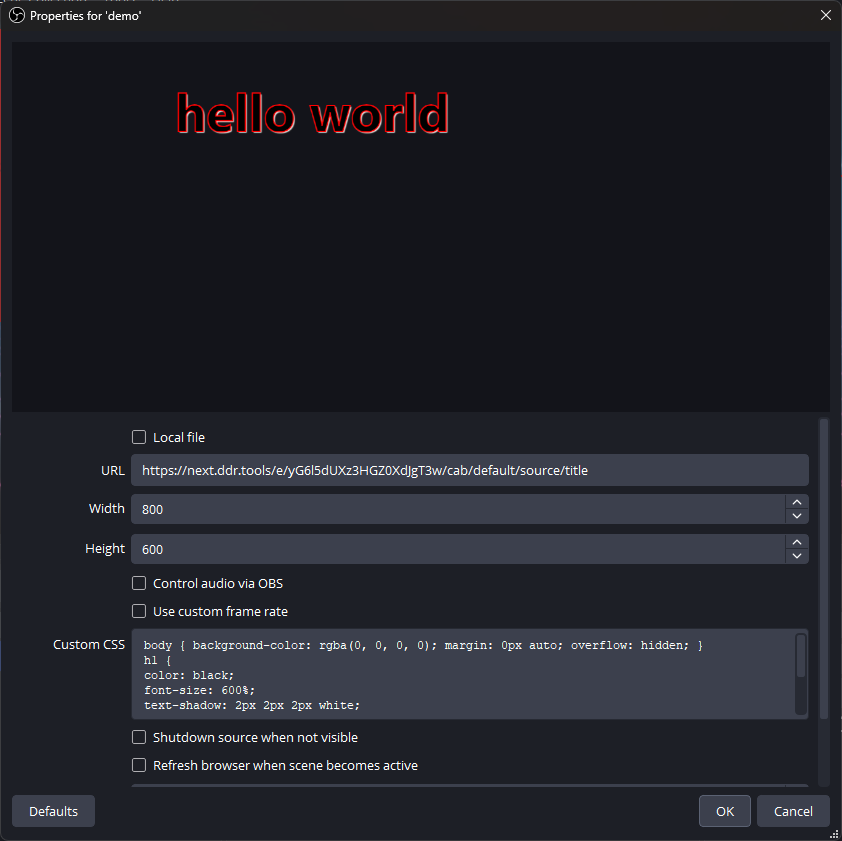 Properties for 'demo'
hello world
Local file
URL https://next.ddr.tools/e/yG6l5dUXz3HGZ0XdJgT3w/cab/default/source/title
Width 800
Height 600
Control audio via OBS
Use custom frame rate
Custom CSS body { background-color: rgba(0, 0, 0, 0); margin: 0px auto; overflow: hidden; }
h1 {
color: black;
font-size: 600%;
text-shadow: 2px 2px 2px white;
Shutdown source when not visible
Refresh browser when scene becomes active
Defaults OK Cancel